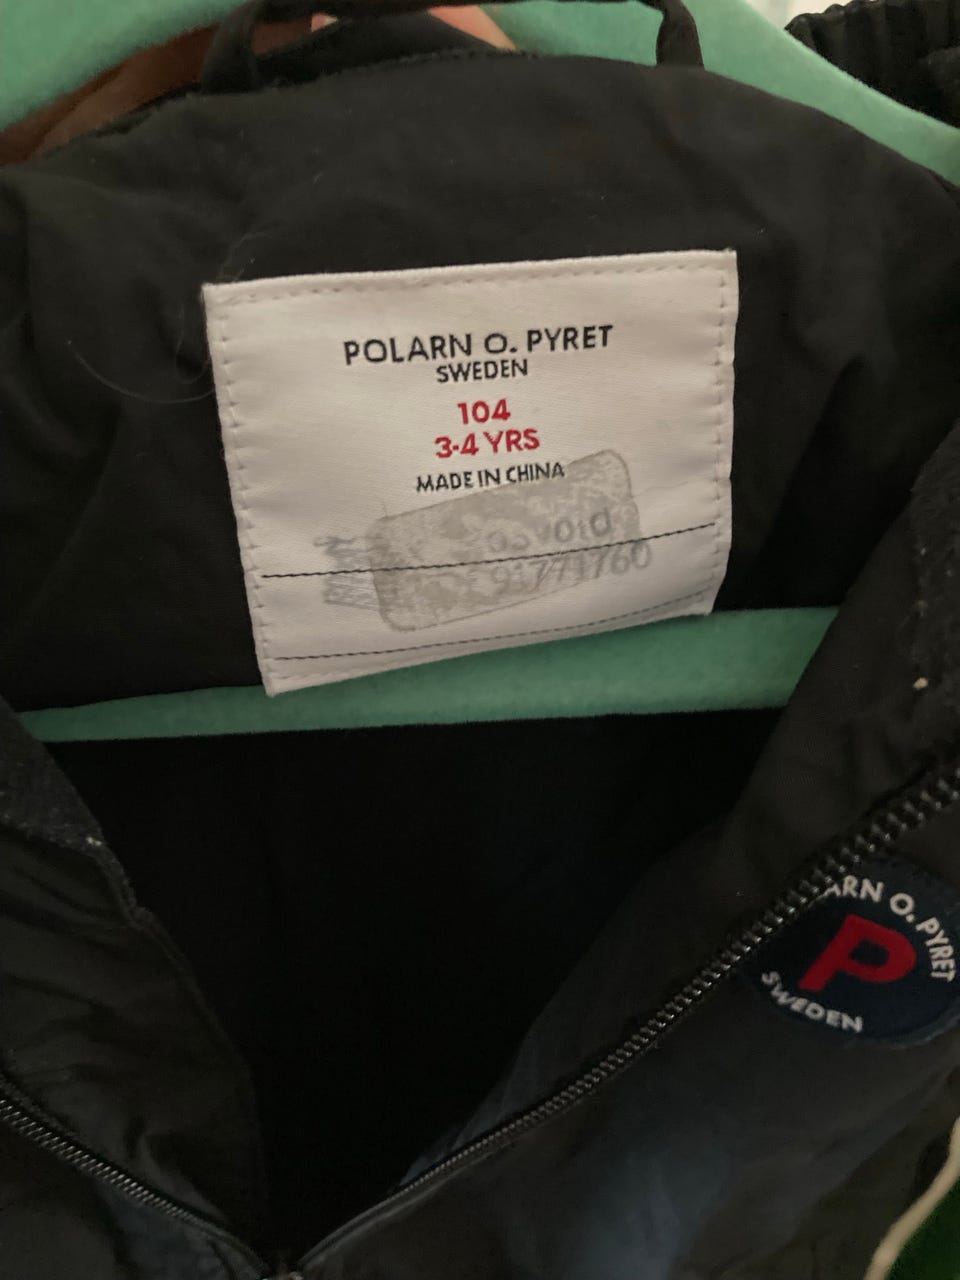 POLARN O. PYRET
SWEDEN
104
3-4 YRS
MADE IN CHINA
ARN O. PYRET
P
SWEDEN